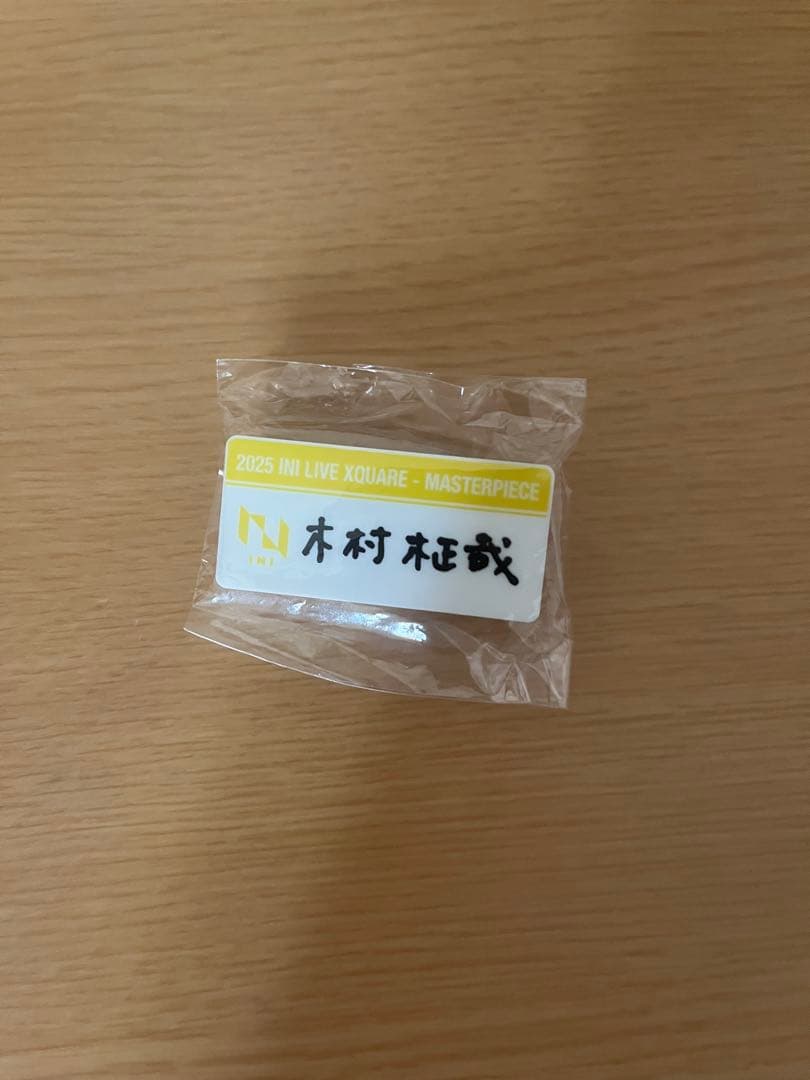 2025 INI LIVE XQUARE - MASTERPIECE
INI
木村 柾哉